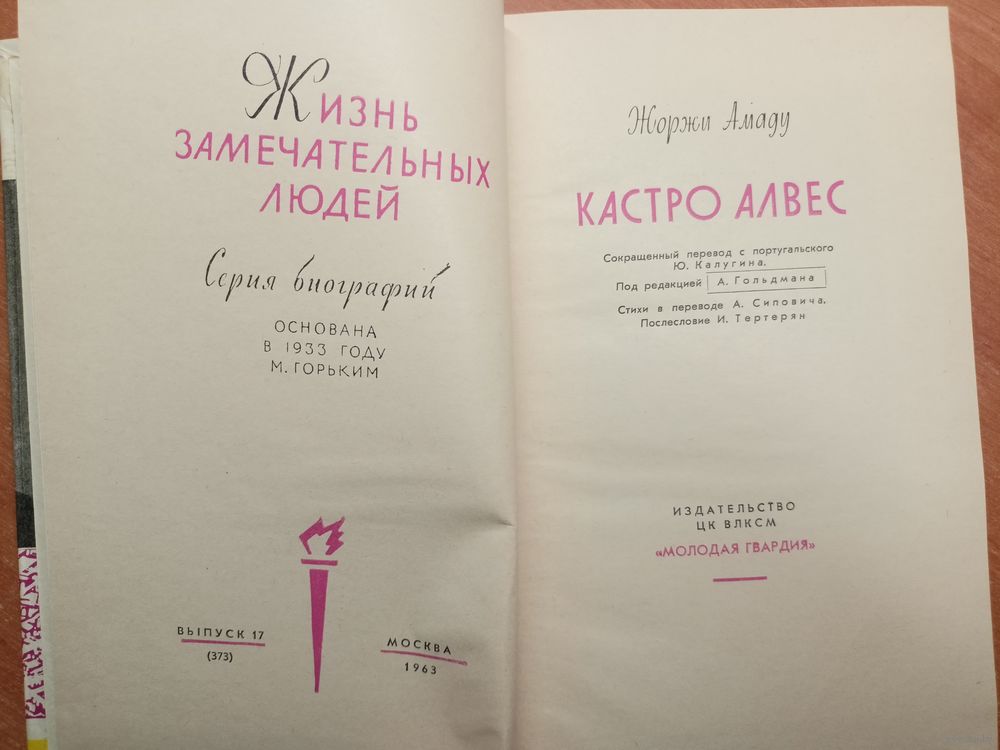 Жизнь
ЗАМЕЧАТЕЛЬНЫХ
ЛЮДЕЙ
Серия биографий
ОСНОВАНА
В 1933 ГОДУ
М. ГОРЬКИМ
ВЫПУСК 17
(373)
МОСКВА
1963
Жоржи Амаду
КАСТРО АЛВЕС
Сокращенный перевод с португальского
Ю. Калугина.
Под редакцией А. Гольдмана
Стихи в переводе А. Сиповича.
Послесловие И. Тертерян
ИЗДАТЕЛЬСТВО
ЦК ВЛКСМ
«МОЛОДАЯ ГВАРДИЯ»